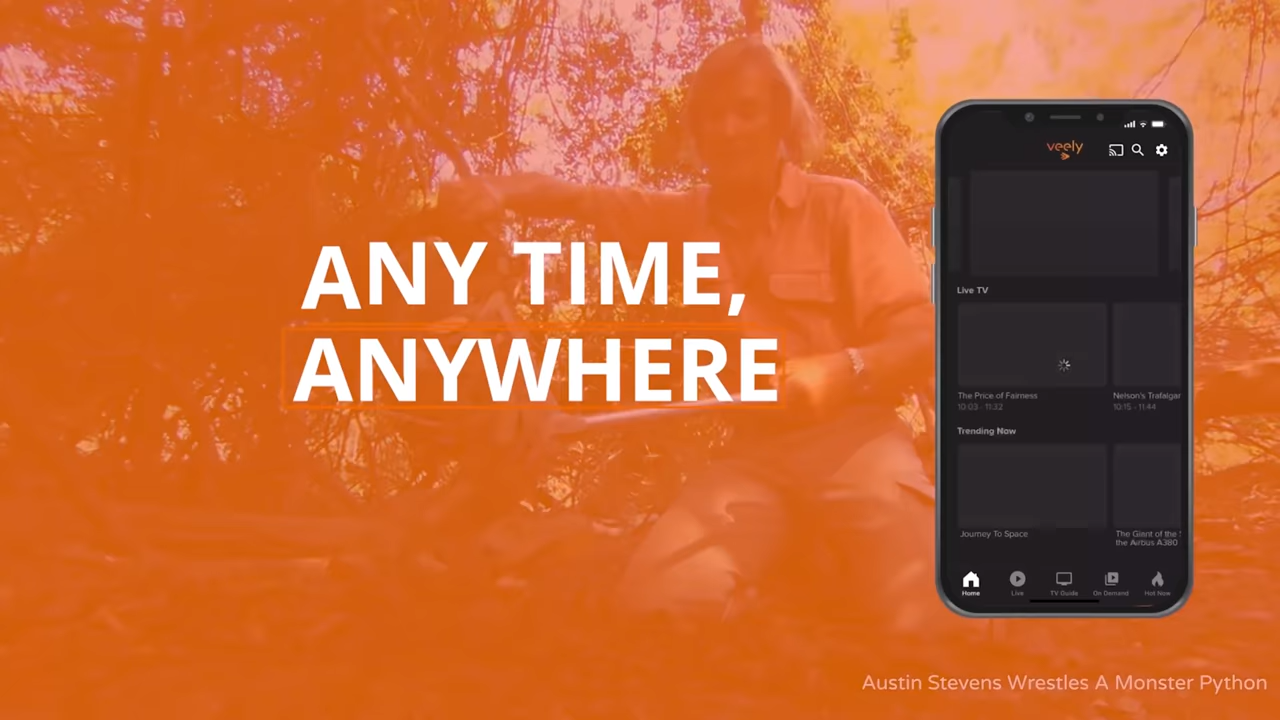 ANY TIME,
ANYWHERE
veely
Live TV
The Price of Fairness
10:03 - 11:32
Nelson's Trafalgar
10:15 - 11:44
Trending Now
Journey To Space
The Giant of the
the Airbus A380
Home
Live
TV Guide
On Demand
Hot Now
Austin Stevens Wrestles A Monster Python